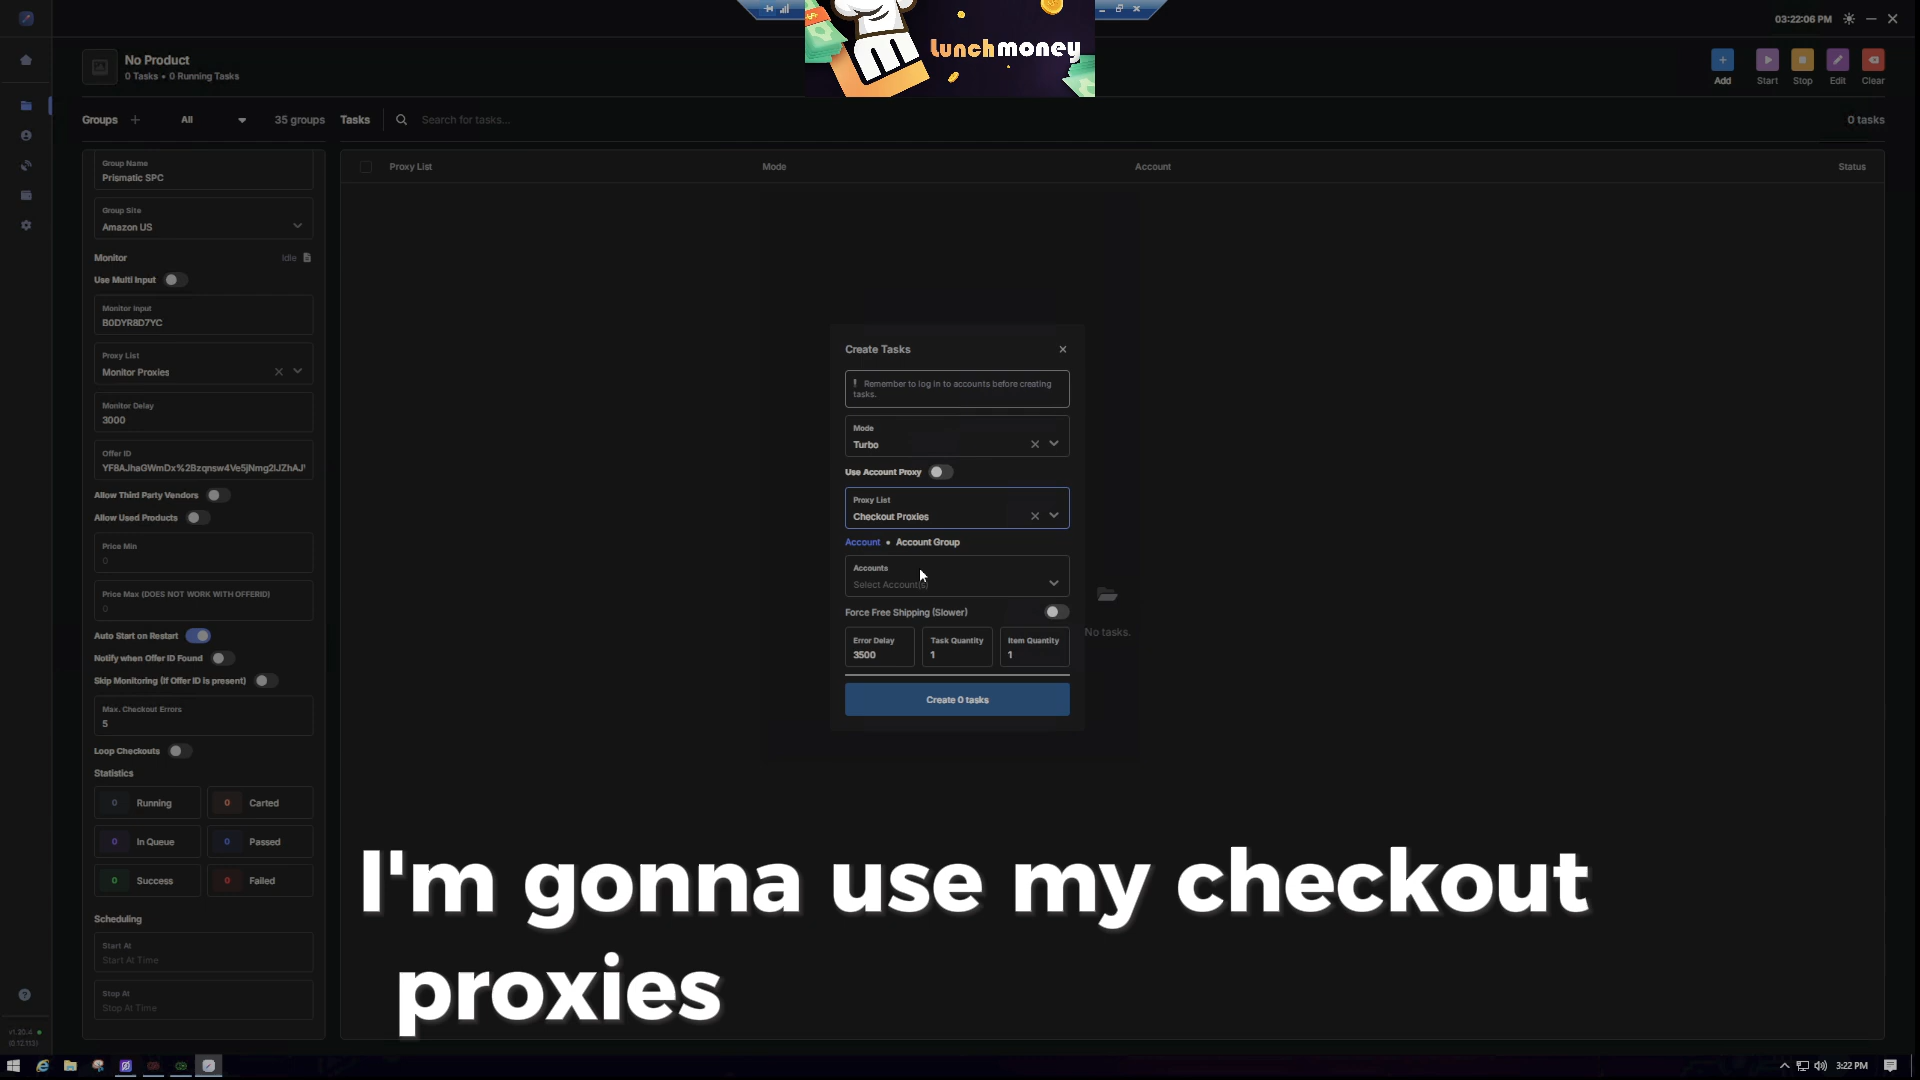 03:22:06 PM
lunchmoney
No Product
0 Tasks • 0 Running Tasks
Add
Start
Stop
Edit
Clear
Groups
All
35 groups
Tasks
Search for tasks...
0 tasks
Proxy List
Mode
Account
Status
Group Name
Prismatic SPC
Group Site
Amazon US
Monitor
Idle
Use Multi Input
Monitor Input
B0DYR8D7YC
Proxy List
Monitor Proxies
Monitor Delay
3000
Offer ID
Allow Third Party Vendors
Allow Used Products
Price Min
0
Price Max (DOES NOT WORK WITH OFFERID)
0
Auto Start on Restart
Notify when Offer ID Found
Skip Monitoring (If Offer ID is present)
Max. Checkout Errors
5
Loop Checkouts
Statistics
0 Running
0 Carted
0 In Queue
0 Passed
0 Success
0 Failed
Scheduling
Start At
Start At Time
Stop At
Stop At Time
Create Tasks
! Remember to log in to accounts before creating
tasks.
Mode
Turbo
Use Account Proxy
Proxy List
Checkout Proxies
Account • Account Group
Accounts
Select Account(s)
Force Free Shipping (Slower)
Error Delay
3500
Task Quantity
1
Item Quantity
1
Create 0 tasks
No tasks.
I'm gonna use my checkout
proxies
v1.20.4
(0.12.113)
3:22 PM